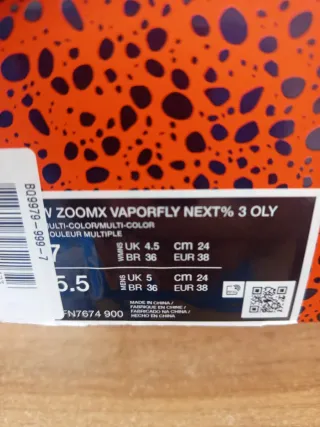 W ZOOMX VAPORFLY NEXT% 3 OLY
MULTI-COLOR/MULTI-COLOR
COULEUR MULTIPLE
7 WMNS UK 4.5 cm 24
BR 36 EUR 38
5.5 MENS UK 5 cm 24
BR 36 EUR 38
MADE IN CHINA/
FABRIQUE EN CHINE/
FABRICADO NA CHINA/
HECHO EN CHINA
FN7674 900
B09979-999-7